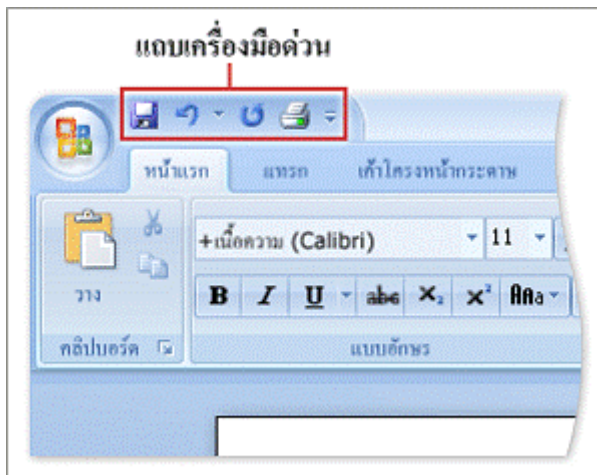 แถบเครื่องมือด่วน
หน้าแรก แทรก เค้าโครงหน้ากระดาษ
+เนื้อความ (Calibri) 11
วาง B I U abc X₂ X² AAa
คลิปบอร์ด แบบอักษร